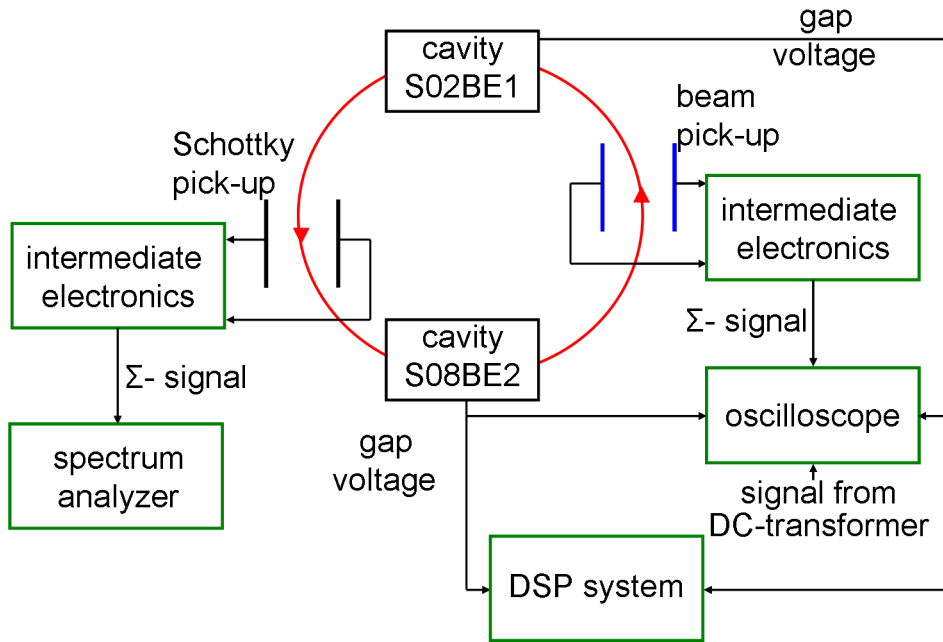 cavity
S02BE1
gap
voltage
beam
pick-up
Schottky
pick-up
intermediate
electronics
intermediate
electronics
Σ- signal
cavity
S08BE2
Σ- signal
oscilloscope
gap
voltage
spectrum
analyzer
signal from
DC-transformer
DSP system